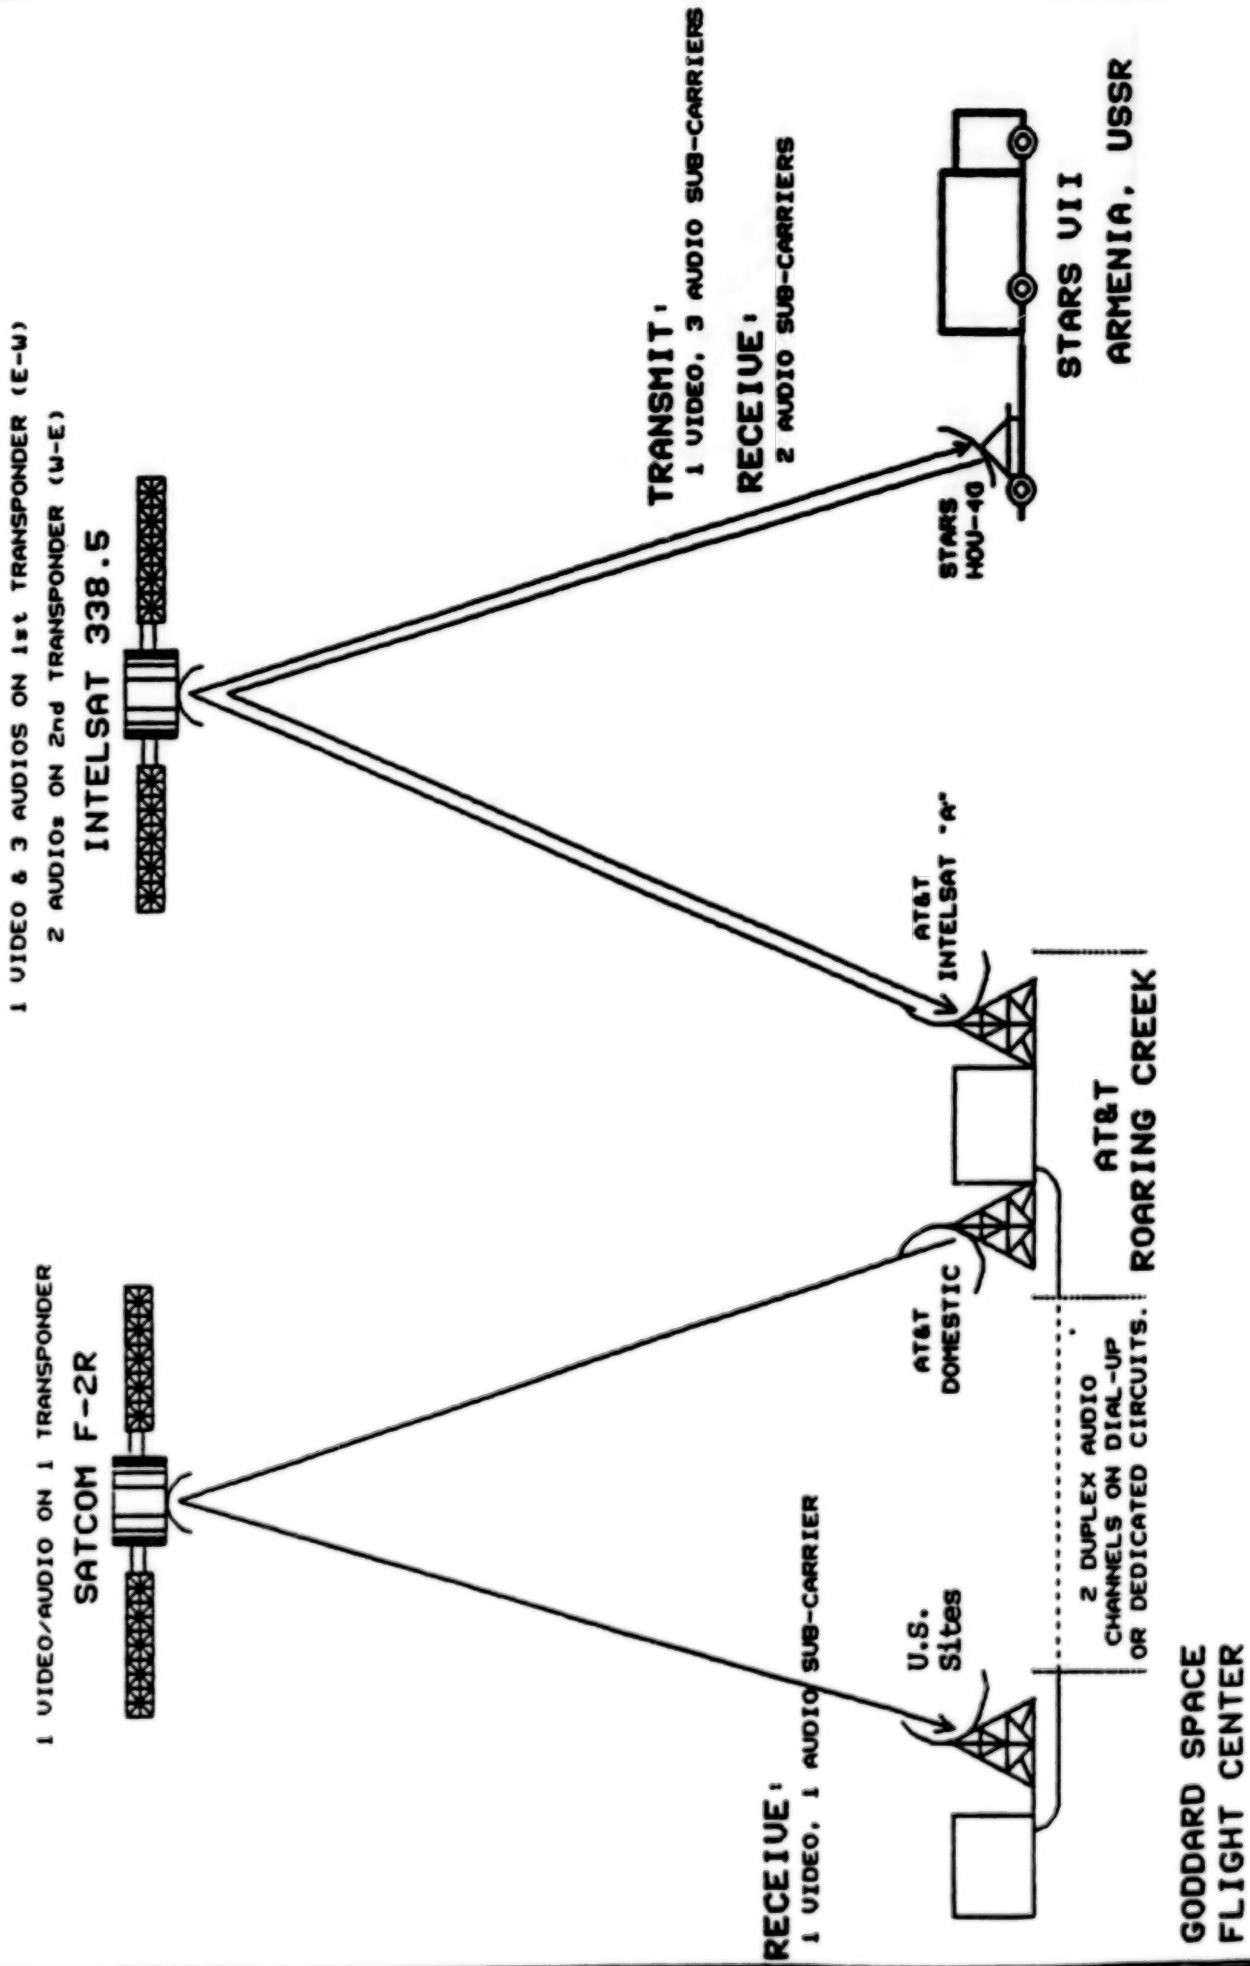 1 VIDEO/AUDIO ON 1 TRANSPONDER
SATCOM F-2R
1 VIDEO & 3 AUDIOS ON 1st TRANSPONDER (E-W)
2 AUDIOs ON 2nd TRANSPONDER (W-E)
INTELSAT 338.5
TRANSMIT:
1 VIDEO, 3 AUDIO SUB-CARRIERS
RECEIVE:
2 AUDIO SUB-CARRIERS
RECEIVE:
1 VIDEO, 1 AUDIO SUB-CARRIER
U.S.
Sites
AT&T
DOMESTIC
AT&T
INTELSAT "A"
STARS
HOU-40
2 DUPLEX AUDIO
CHANNELS ON DIAL-UP
OR DEDICATED CIRCUITS.
AT&T
ROARING CREEK
STARS VII
ARMENIA, USSR
GODDARD SPACE
FLIGHT CENTER